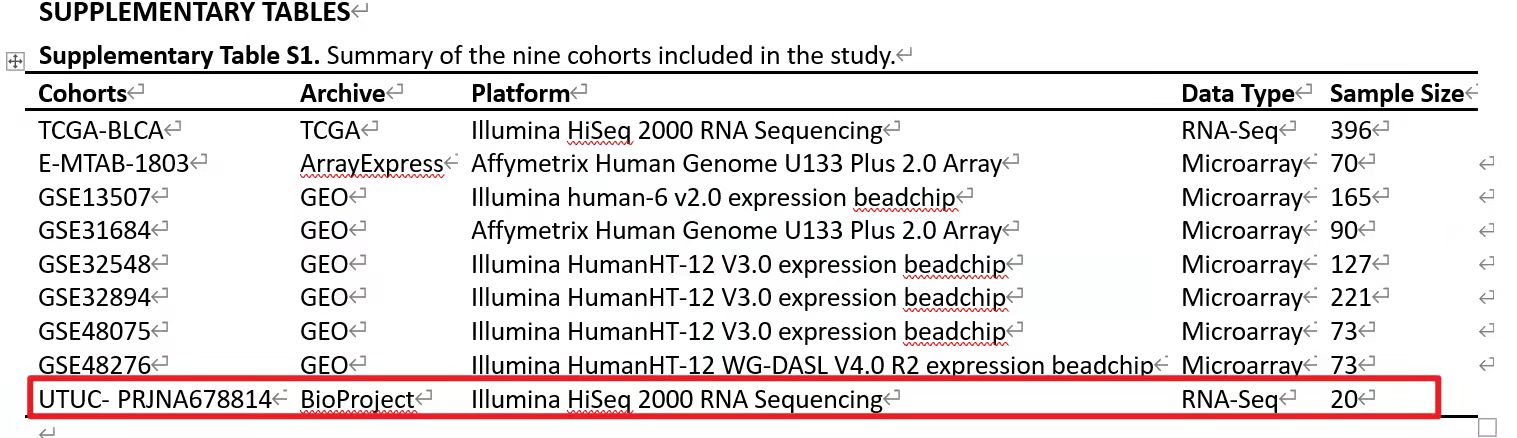 SUPPLEMENTARY TABLES
Supplementary Table S1. Summary of the nine cohorts included in the study.
Cohorts Archive Platform Data Type Sample Size
TCGA-BLCA TCGA Illumina HiSeq 2000 RNA Sequencing RNA-Seq 396
E-MTAB-1803 ArrayExpress Affymetrix Human Genome U133 Plus 2.0 Array Microarray 70
GSE13507 GEO Illumina human-6 v2.0 expression beadchip Microarray 165
GSE31684 GEO Affymetrix Human Genome U133 Plus 2.0 Array Microarray 90
GSE32548 GEO Illumina HumanHT-12 V3.0 expression beadchip Microarray 127
GSE32894 GEO Illumina HumanHT-12 V3.0 expression beadchip Microarray 221
GSE48075 GEO Illumina HumanHT-12 V3.0 expression beadchip Microarray 73
GSE48276 GEO Illumina HumanHT-12 WG-DASL V4.0 R2 expression beadchip Microarray 73
UTUC- PRJNA678814 BioProject Illumina HiSeq 2000 RNA Sequencing RNA-Seq 20